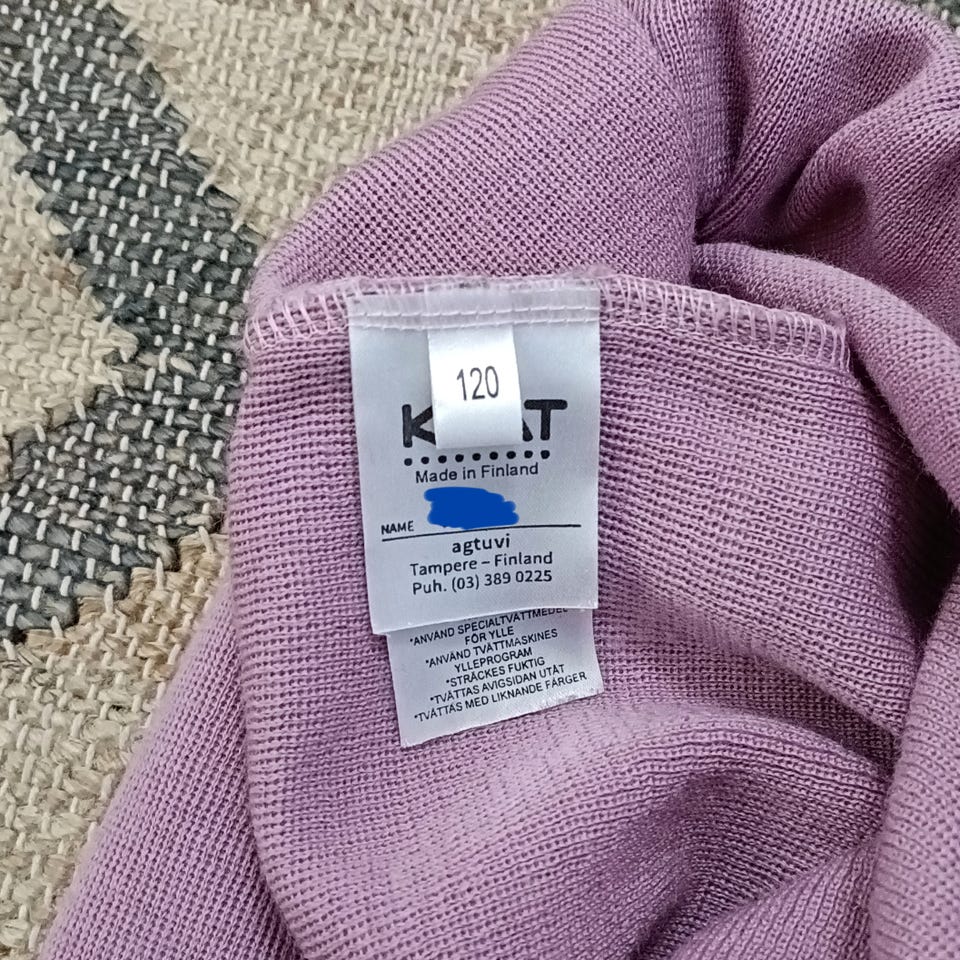 120
Made in Finland
NAME
agtuvi
Tampere – Finland
Puh. (03) 389 0225
*ANVÄND SPECIALTVÄTTMEDEL
FÖR YLLE
*ANVÄND TVÄTTMASKINES
YLLEPROGRAM
*STRÄCKES FUKTIG
*TVÄTTAS AVIGSIDAN UTÅT
*TVÄTTAS MED LIKNANDE FÄRGER